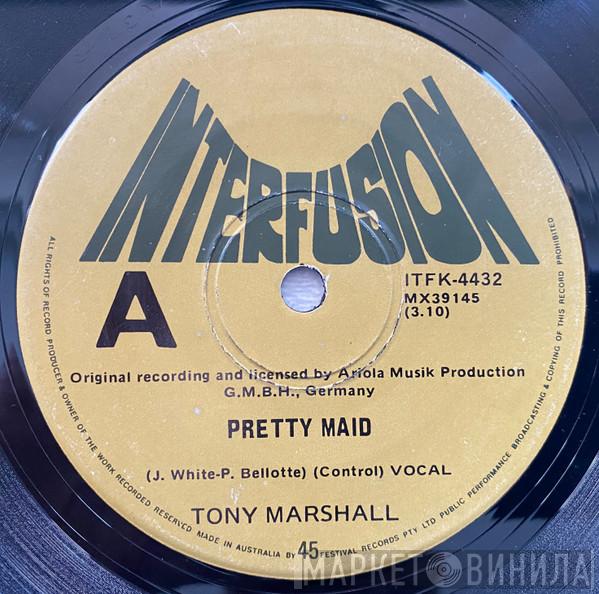 INTERFUSION
A
ITFK-4432
MX39145
(3.10)
Original recording and licensed by Ariola Musik Production
G.M.B.H., Germany
PRETTY MAID
(J. White-P. Bellotte) (Control) VOCAL
TONY MARSHALL
45
ALL RIGHTS OF RECORD PRODUCER & OWNER OF THE WORK RECORDED RESERVED MADE IN AUSTRALIA BY FESTIVAL RECORDS PTY LTD PUBLIC PERFORMANCE BROADCASTING & COPYING OF THIS RECORD PROHIBITED
МАРКЕТ ВИНИЛА